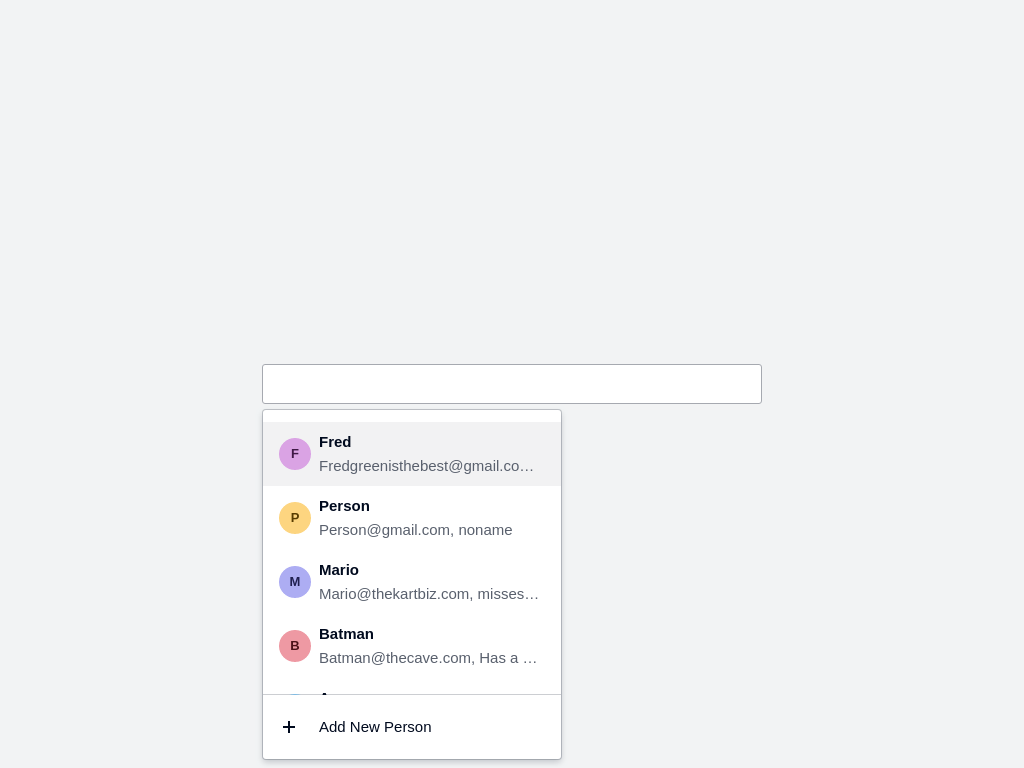 Fred
F
Fredgreenisthebest@gmail.co…
Person
P
Person@gmail.com, noname
Mario
M
Mario@thekartbiz.com, misses…
Batman
B
Batman@thecave.com, Has a …
Add New Person